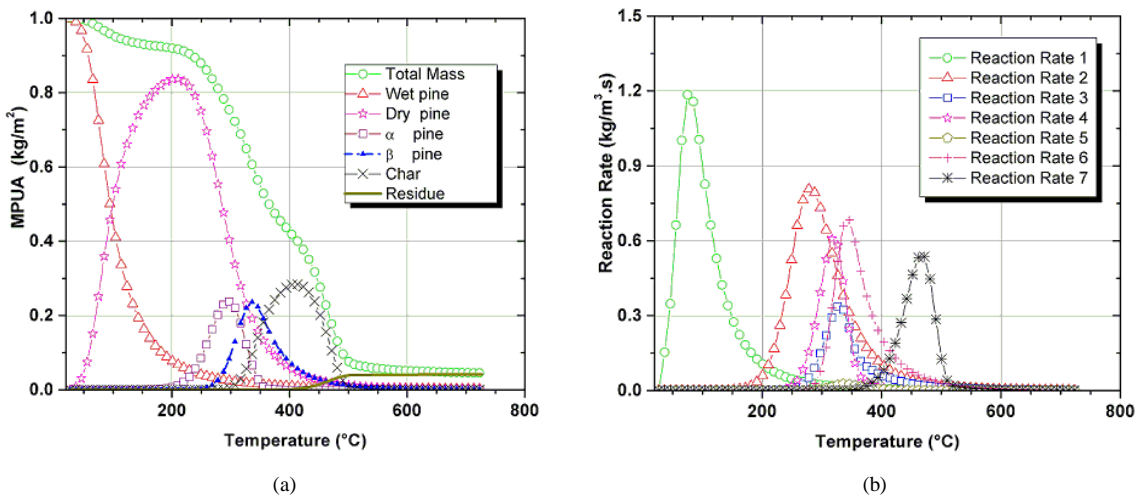 1.0
0.8
0.6
0.4
0.2
0.0
MPUA (kg/m²)
200
400
600
800
Temperature (°C)
Total Mass
Wet pine
Dry pine
α pine
β pine
Char
Residue
(a)
1.5
1.2
0.9
0.6
0.3
0.0
Reaction Rate (kg/m³.s)
200
400
600
800
Temperature (°C)
Reaction Rate 1
Reaction Rate 2
Reaction Rate 3
Reaction Rate 4
Reaction Rate 5
Reaction Rate 6
Reaction Rate 7
(b)